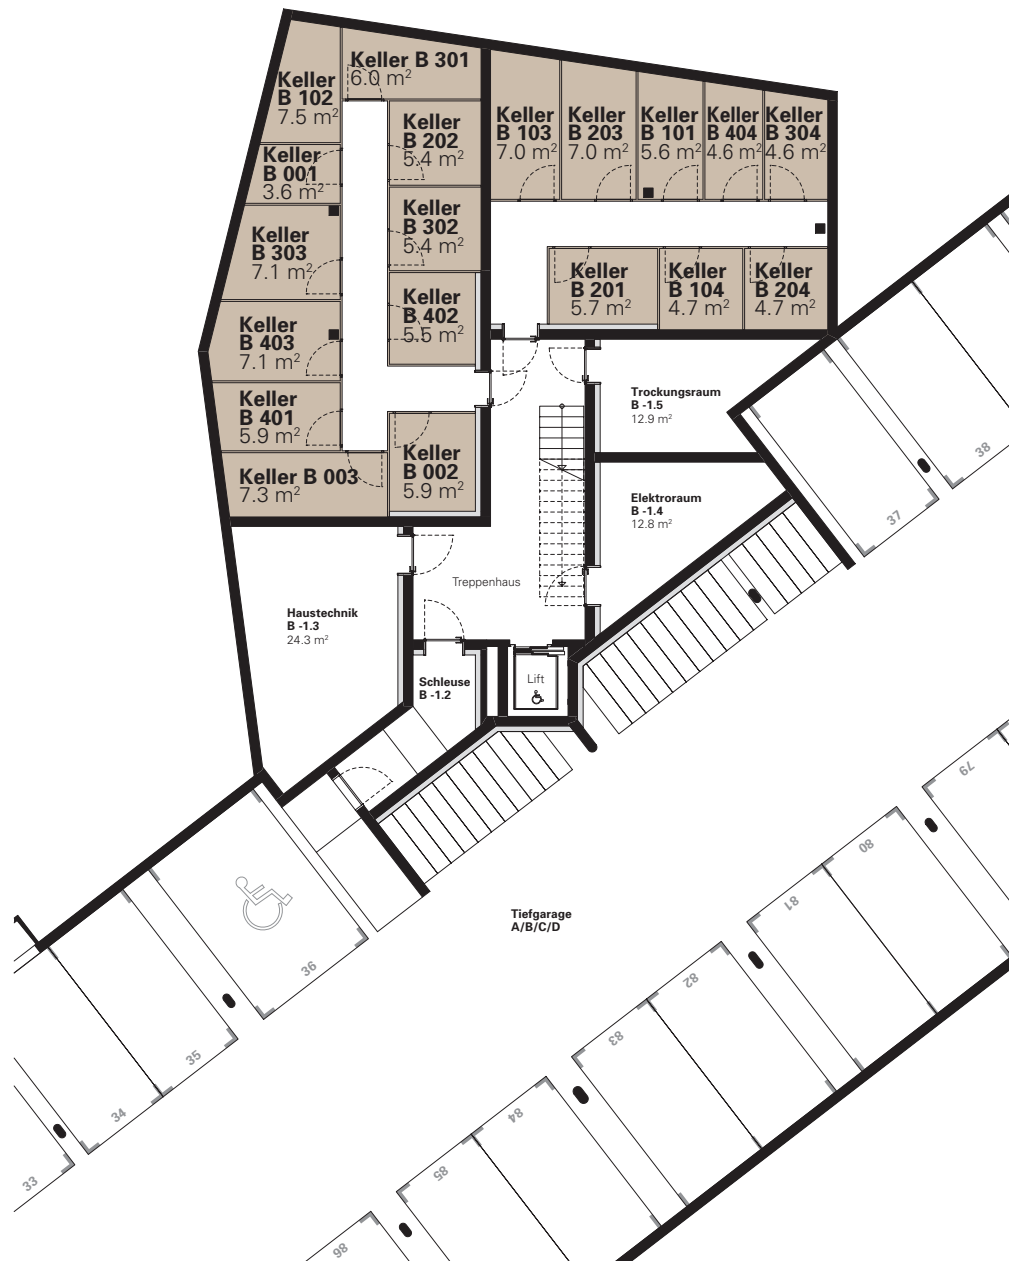 Keller B 301
6.0 m²
Keller
B 102
7.5 m²
Keller
B 202
5.4 m²
Keller
B 001
3.6 m²
Keller
B 302
5.4 m²
Keller
B 303
7.1 m²
Keller
B 402
5.5 m²
Keller
B 403
7.1 m²
Keller
B 401
5.9 m²
Keller
B 002
5.9 m²
Keller B 003
7.3 m²
Keller
B 103
7.0 m²
Keller
B 203
7.0 m²
Keller
B 101
5.6 m²
Keller
B 404
4.6 m²
Keller
B 304
4.6 m²
Keller
B 201
5.7 m²
Keller
B 104
4.7 m²
Keller
B 204
4.7 m²
Trockungsraum
B -1.5
12.9 m²
Elektroraum
B -1.4
12.8 m²
Treppenhaus
Haustechnik
B -1.3
24.3 m²
Schleuse
B -1.2
Lift
Tiefgarage
A/B/C/D
38
37
36
35
34
33
79
80
81
82
83
84
85
86